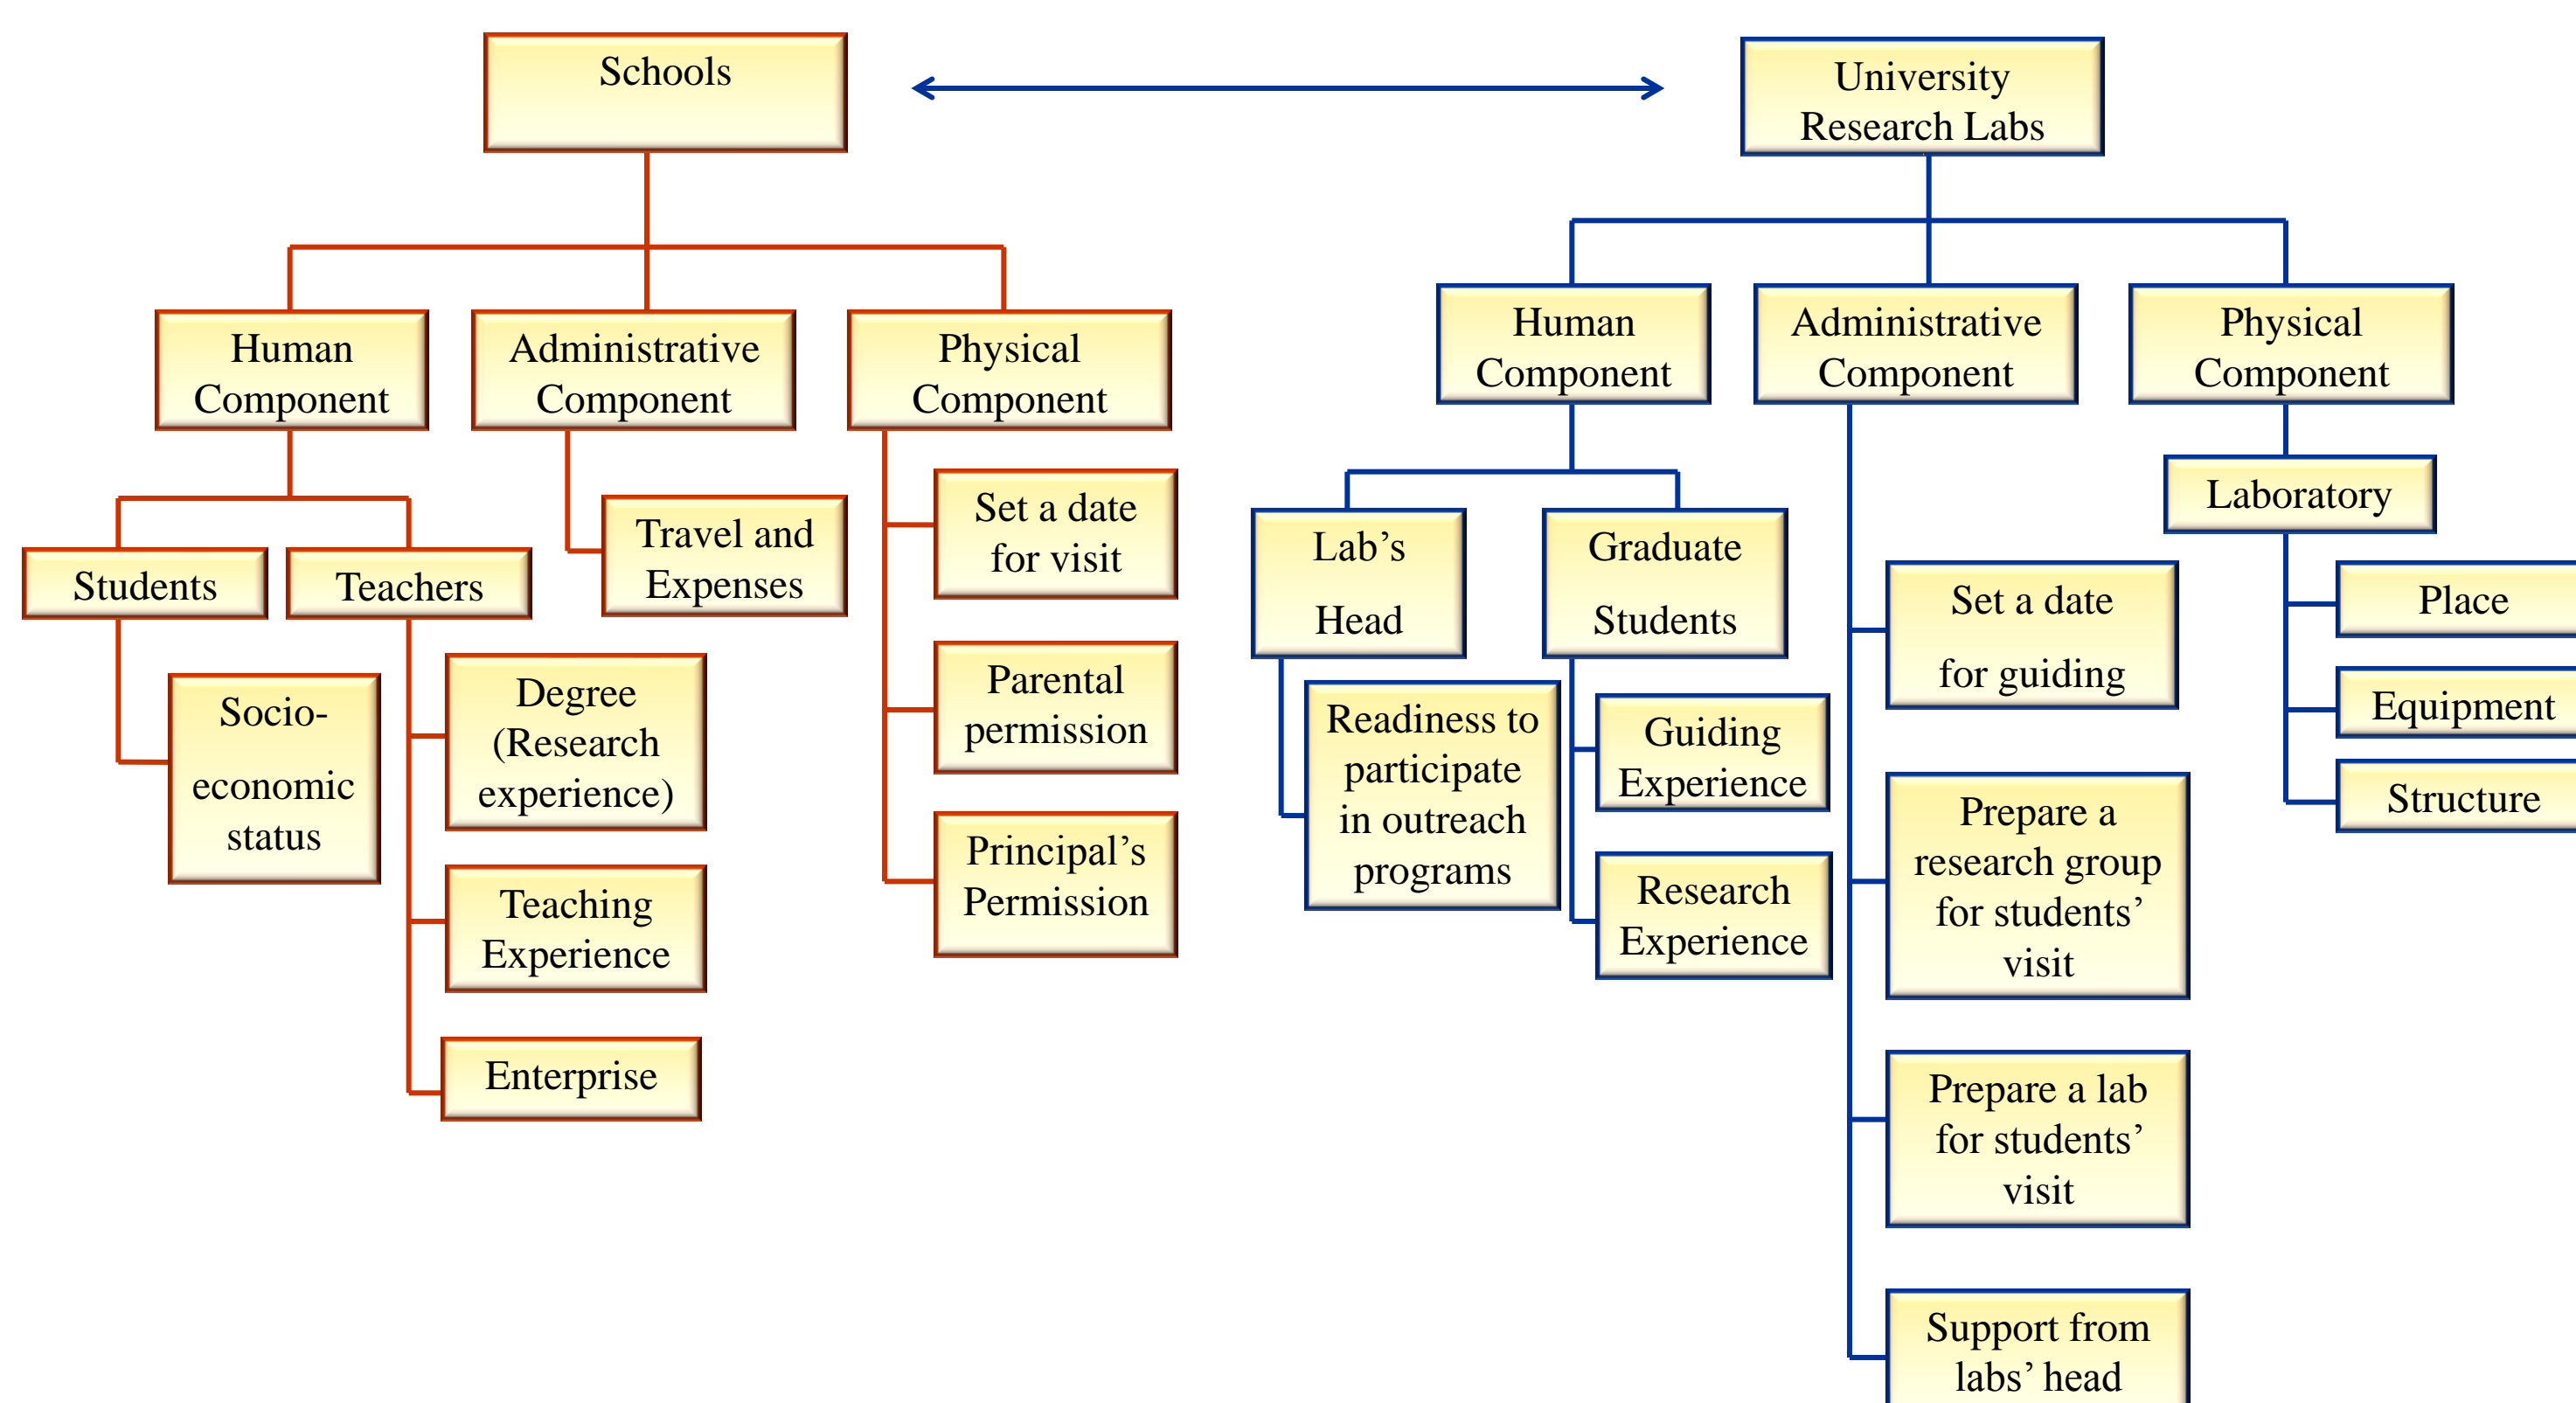 Schools
University
Research Labs
Human
Component
Administrative
Component
Physical
Component
Human
Component
Administrative
Component
Physical
Component
Students
Teachers
Travel and
Expenses
Set a date
for visit
Socio-
economic
status
Degree
(Research
experience)
Teaching
Experience
Enterprise
Parental
permission
Principal’s
Permission
Lab’s
Head
Graduate
Students
Readiness to
participate
in outreach
programs
Guiding
Experience
Research
Experience
Set a date
for guiding
Prepare a
research group
for students’
visit
Prepare a lab
for students’
visit
Support from
labs’ head
Laboratory
Place
Equipment
Structure